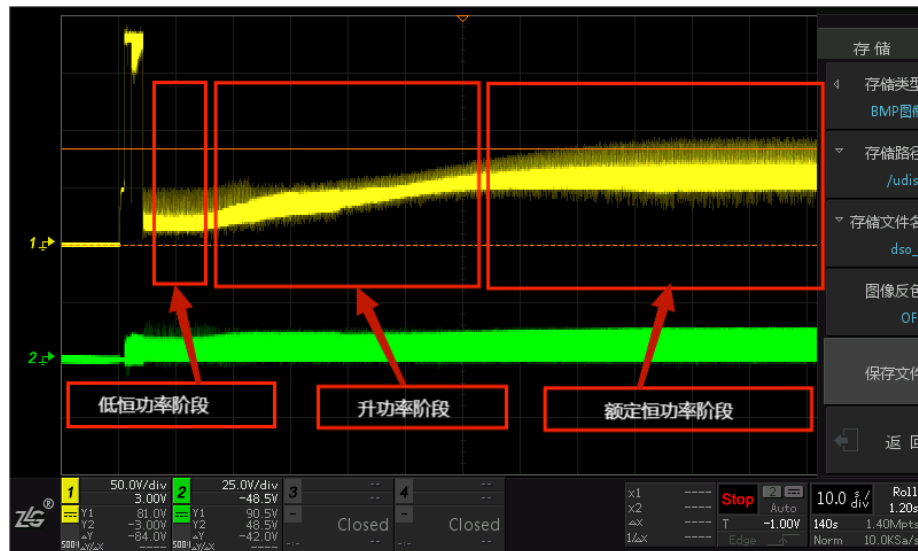 存储
存储类型
BMP图像
存储路径
/udis
存储文件名
dso_
图像反色
OF
保存文件
返 回
1
2
低恒功率阶段
升功率阶段
额定恒功率阶段
ZLG®
1 50.0V/div 3.00V
Y1 81.0V
Y2 -3.00V
△Y -84.0V
△Y/△X ----
2 25.0V/div -48.5V
Y1 90.5V
Y2 48.5V
△Y -42.0V
△Y/△X ----
3 -- --
Closed
4 -- --
Closed
x1 ----
x2 ----
△X ----
1/△x ----
Stop 2 Auto
T -1.00V
Edge
10.0 s/div Roll
1.20s
140s 1.40Mpts
Norm 10.0KSa/s